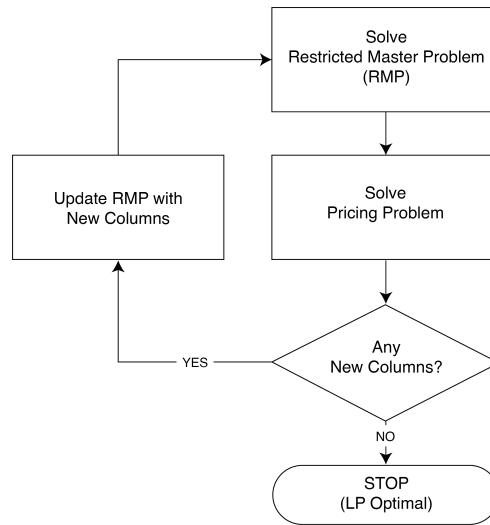 Solve
Restricted Master Problem
(RMP)
Update RMP with
New Columns
Solve
Pricing Problem
Any
New Columns?
YES
NO
STOP
(LP Optimal)